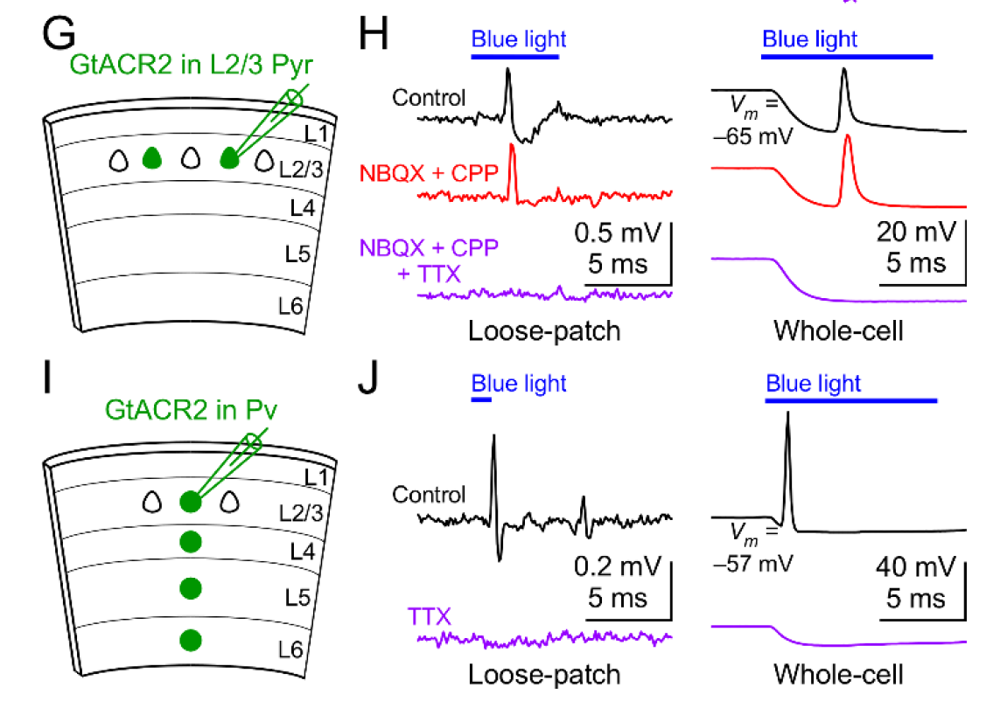 G
GtACR2 in L2/3 Pyr
L1
L2/3
L4
L5
L6
H
Blue light
Blue light
Control
Vm =
–65 mV
NBQX + CPP
0.5 mV
5 ms
20 mV
5 ms
NBQX + CPP
+ TTX
Loose-patch
Whole-cell
I
GtACR2 in Pv
L1
L2/3
L4
L5
L6
J
Blue light
Blue light
Control
Vm =
–57 mV
0.2 mV
5 ms
40 mV
5 ms
TTX
Loose-patch
Whole-cell